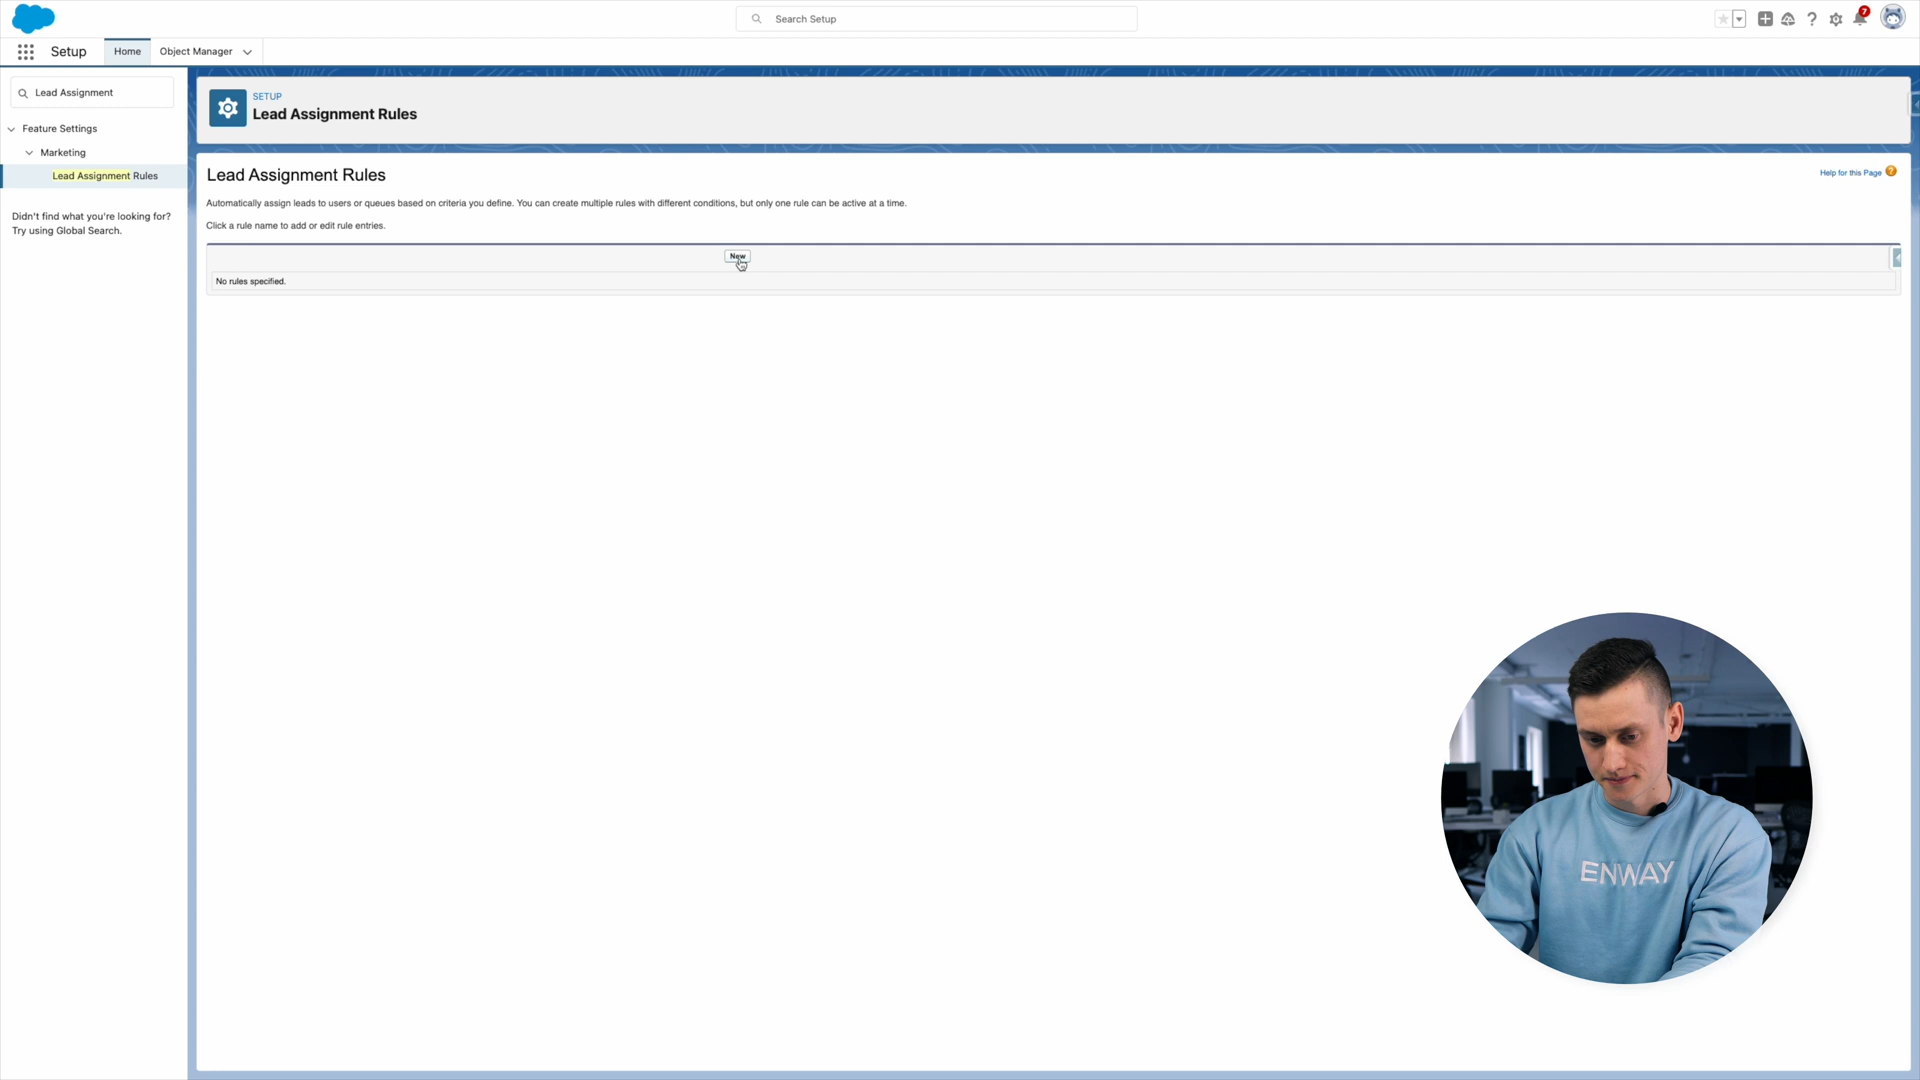 Search Setup
7
Setup
Home
Object Manager
Lead Assignment
Feature Settings
Marketing
Lead Assignment Rules
Didn't find what you're looking for?
Try using Global Search.
SETUP
Lead Assignment Rules
Lead Assignment Rules
Help for this Page ?
Automatically assign leads to users or queues based on criteria you define. You can create multiple rules with different conditions, but only one rule can be active at a time.
Click a rule name to add or edit rule entries.
New
No rules specified.
ENWAY